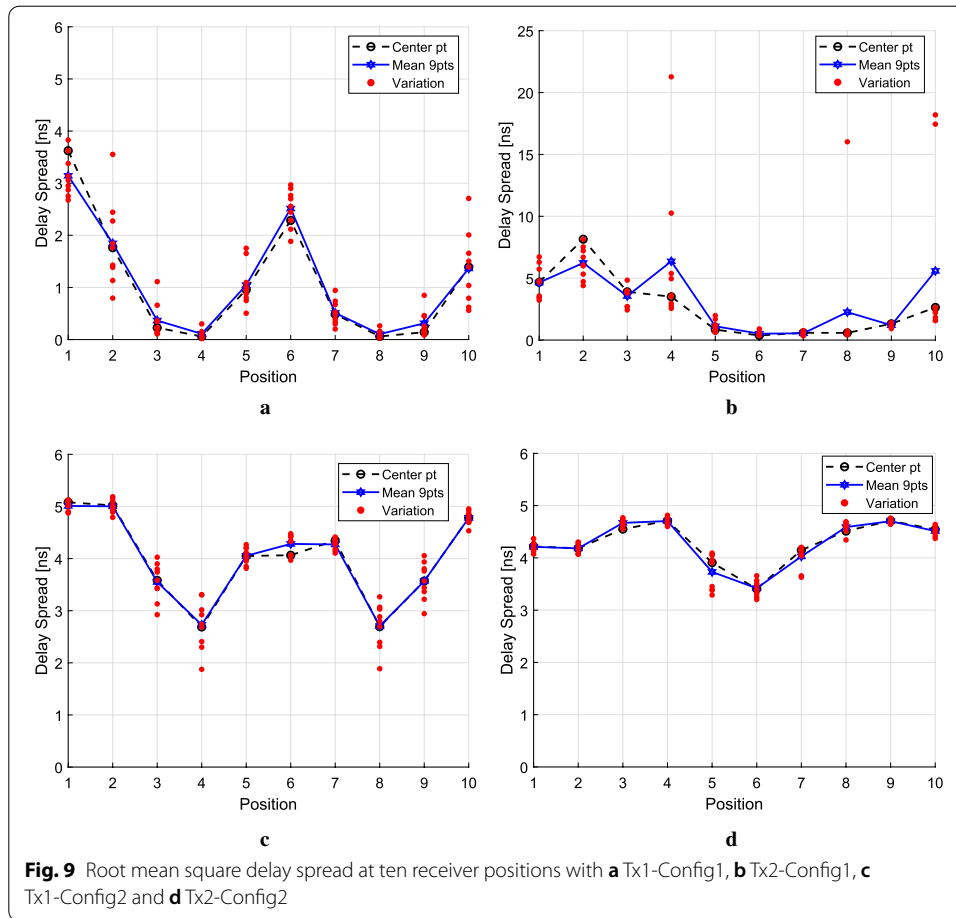 6
5
4
3
2
1
0
Delay Spread [ns]
Center pt
Mean 9pts
Variation
1 2 3 4 5 6 7 8 9 10
Position
a
25
20
15
10
5
0
Delay Spread [ns]
Center pt
Mean 9pts
Variation
1 2 3 4 5 6 7 8 9 10
Position
b
6
5
4
3
2
1
0
Delay Spread [ns]
Center pt
Mean 9pts
Variation
1 2 3 4 5 6 7 8 9 10
Position
c
6
5
4
3
2
1
0
Delay Spread [ns]
Center pt
Mean 9pts
Variation
1 2 3 4 5 6 7 8 9 10
Position
d
Fig. 9 Root mean square delay spread at ten receiver positions with a Tx1-Config1, b Tx2-Config1, c
Tx1-Config2 and d Tx2-Config2